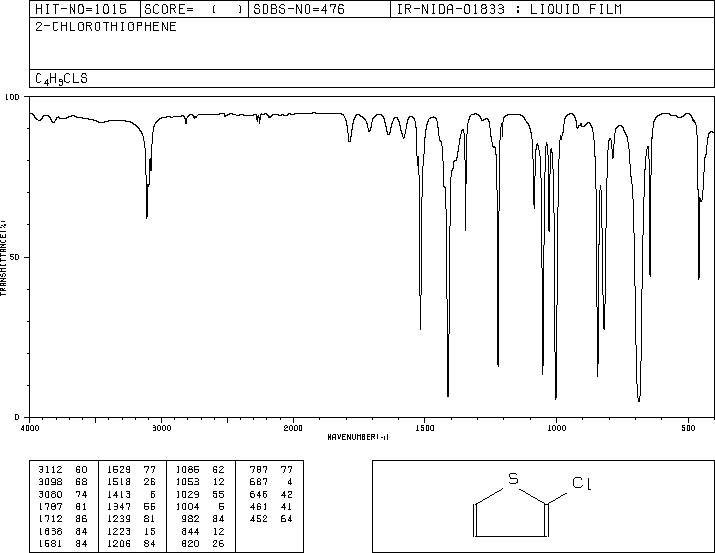 HIT-NO=1015 SCORE= ( ) SDBS-NO=476 IR-NIDA-01833 : LIQUID FILM
2-CHLOROTHIOPHENE
C4H3CLS
100
50
0
TRANSMITTANCE(%)
4000 3000 2000 1500 1000 500
WAVENUMBER(-1)
3112 60 1529 77 1086 62 787 77
3098 68 1518 26 1053 12 687 4
3080 74 1413 6 1029 55 646 42
1787 81 1347 56 1004 5 461 41
1712 86 1239 81 982 84 452 64
1638 84 1223 15 844 12
1581 84 1206 84 820 26
S
Cl